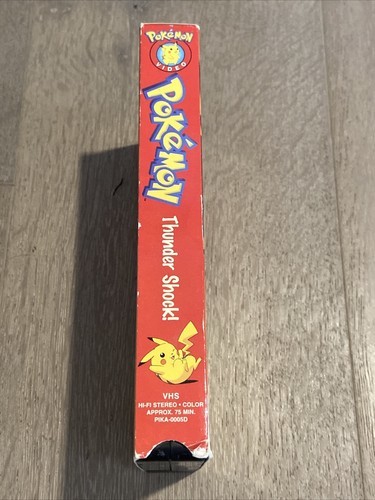 POKéMON
VIDEO
POKéMON
Thunder Shock!
VHS
HI-FI STEREO • COLOR
APPROX. 75 MIN.
PIKA-0005D